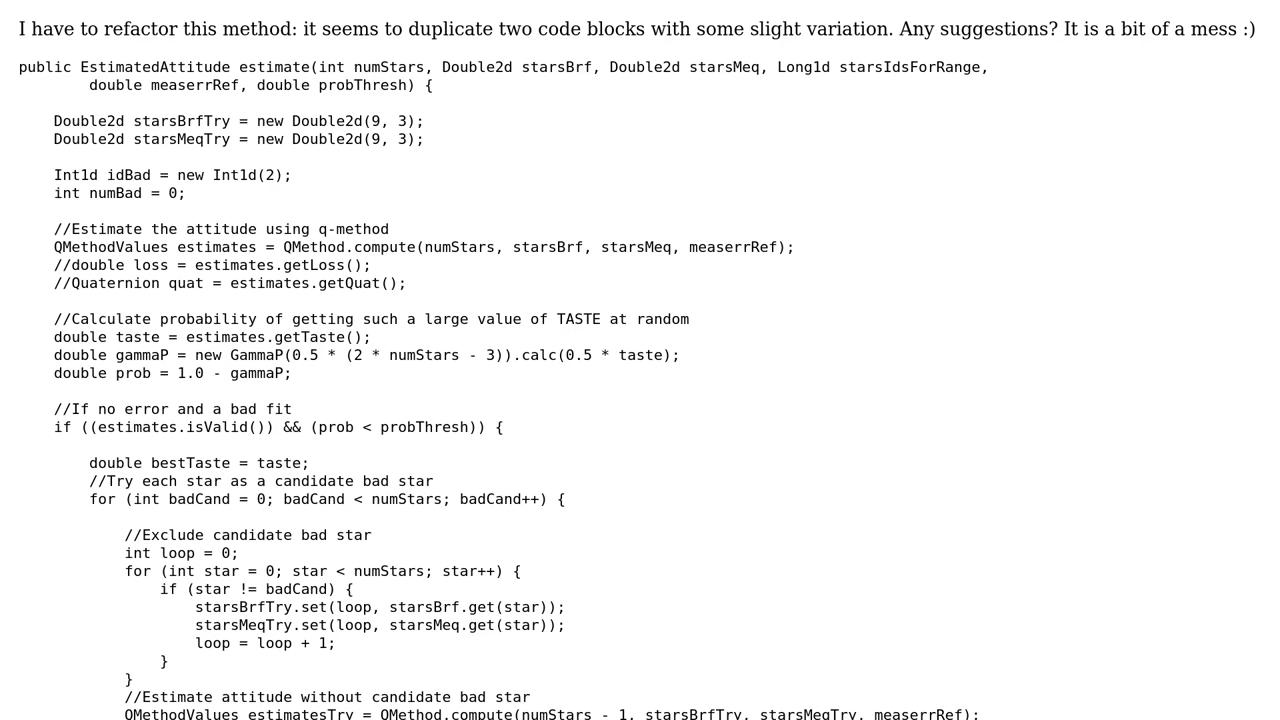 I have to refactor this method: it seems to duplicate two code blocks with some slight variation. Any suggestions? It is a bit of a mess :)
public EstimatedAttitude estimate(int numStars, Double2d starsBrf, Double2d starsMeq, Long1d starsIdsForRange,
        double measerrRef, double probThresh) {

    Double2d starsBrfTry = new Double2d(9, 3);
    Double2d starsMeqTry = new Double2d(9, 3);

    Int1d idBad = new Int1d(2);
    int numBad = 0;

    //Estimate the attitude using q-method
    QMethodValues estimates = QMethod.compute(numStars, starsBrf, starsMeq, measerrRef);
    //double loss = estimates.getLoss();
    //Quaternion quat = estimates.getQuat();

    //Calculate probability of getting such a large value of TASTE at random
    double taste = estimates.getTaste();
    double gammaP = new GammaP(0.5 * (2 * numStars - 3)).calc(0.5 * taste);
    double prob = 1.0 - gammaP;

    //If no error and a bad fit
    if ((estimates.isValid()) && (prob < probThresh)) {

        double bestTaste = taste;
        //Try each star as a candidate bad star
        for (int badCand = 0; badCand < numStars; badCand++) {

            //Exclude candidate bad star
            int loop = 0;
            for (int star = 0; star < numStars; star++) {
                if (star != badCand) {
                    starsBrfTry.set(loop, starsBrf.get(star));
                    starsMeqTry.set(loop, starsMeq.get(star));
                    loop = loop + 1;
                }
            }
            //Estimate attitude without candidate bad star
            QMethodValues estimatesTry = QMethod.compute(numStars - 1, starsBrfTry, starsMeqTry, measerrRef);